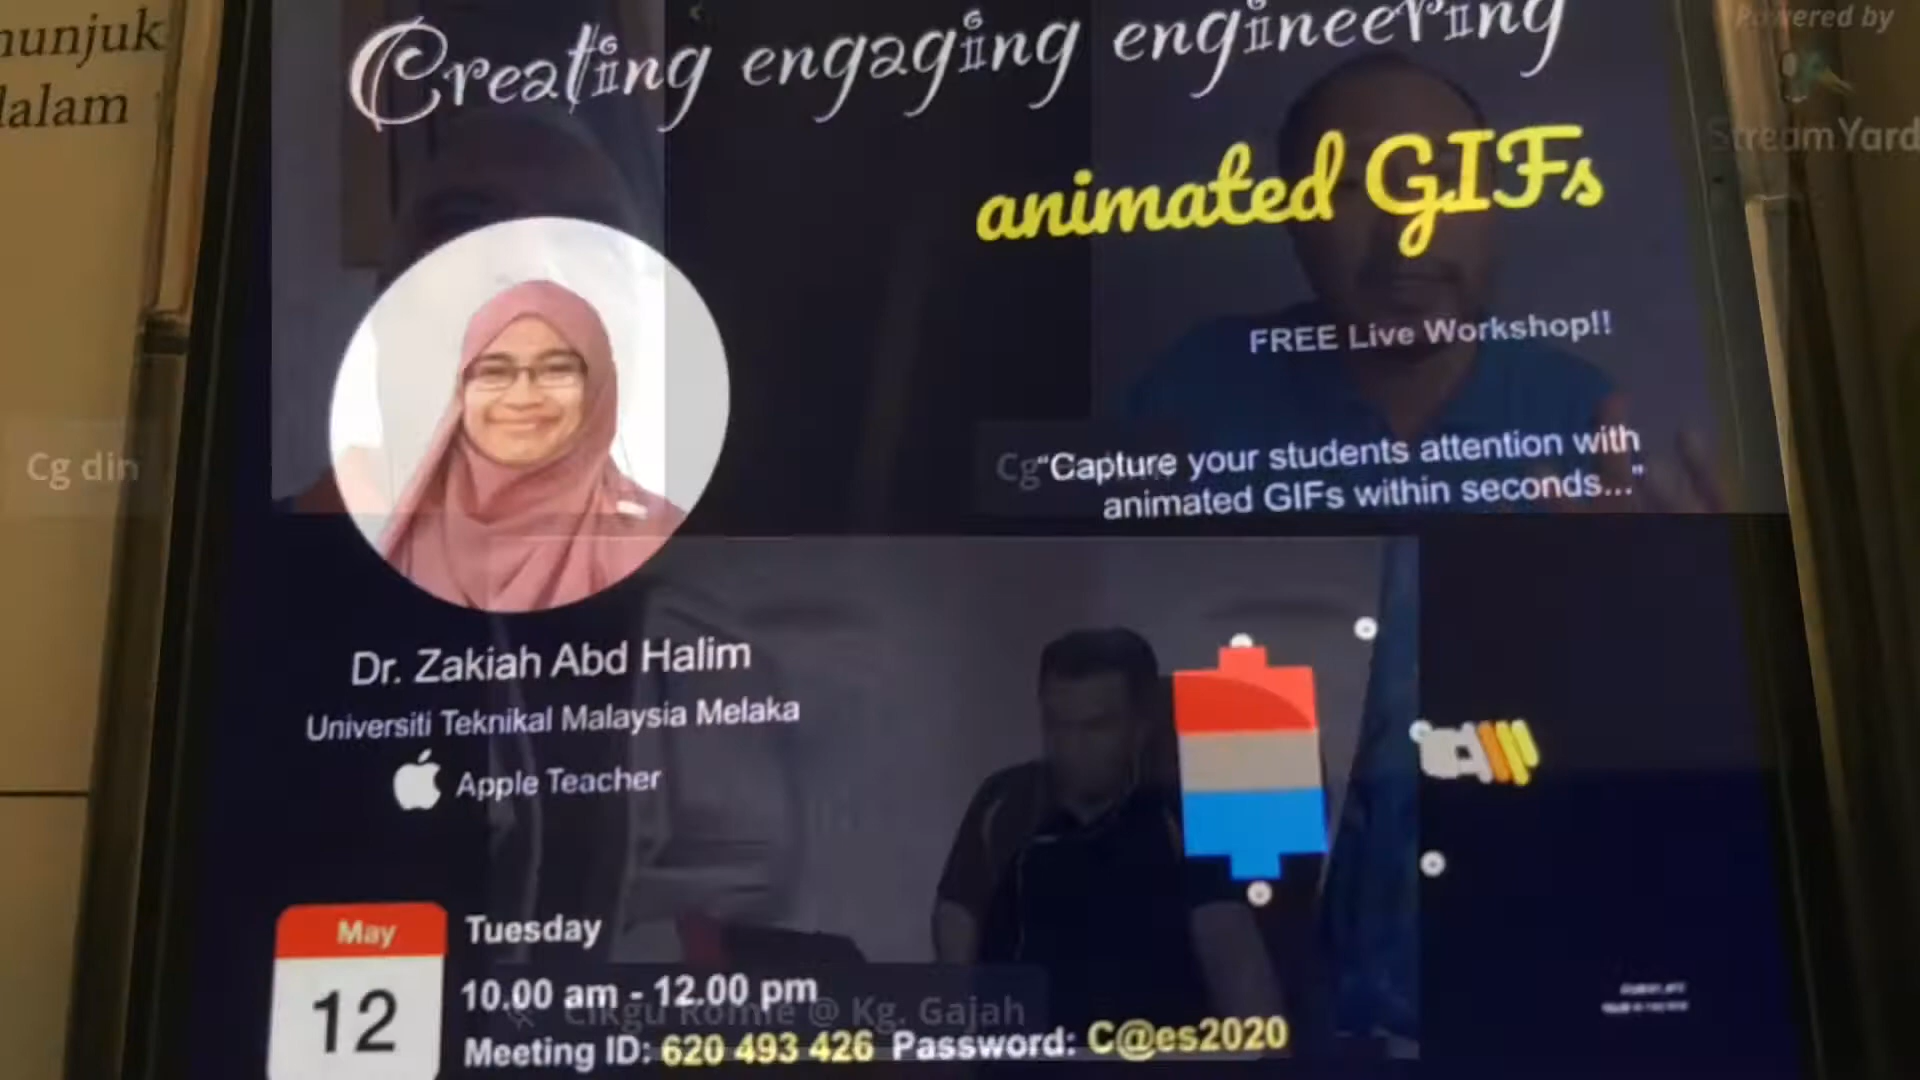 Creating engaging engineering
animated GIFs
Powered by
StreamYard
nunjuk
dalam
FREE Live Workshop!!
Cg din
Cg
"Capture your students attention with
animated GIFs within seconds..."
Dr. Zakiah Abd Halim
Universiti Teknikal Malaysia Melaka
Apple Teacher
May
12
Tuesday
10.00 am - 12.00 pm
Cikgu Romie @ Kg. Gajah
Meeting ID: 620 493 426 Password: C@es2020